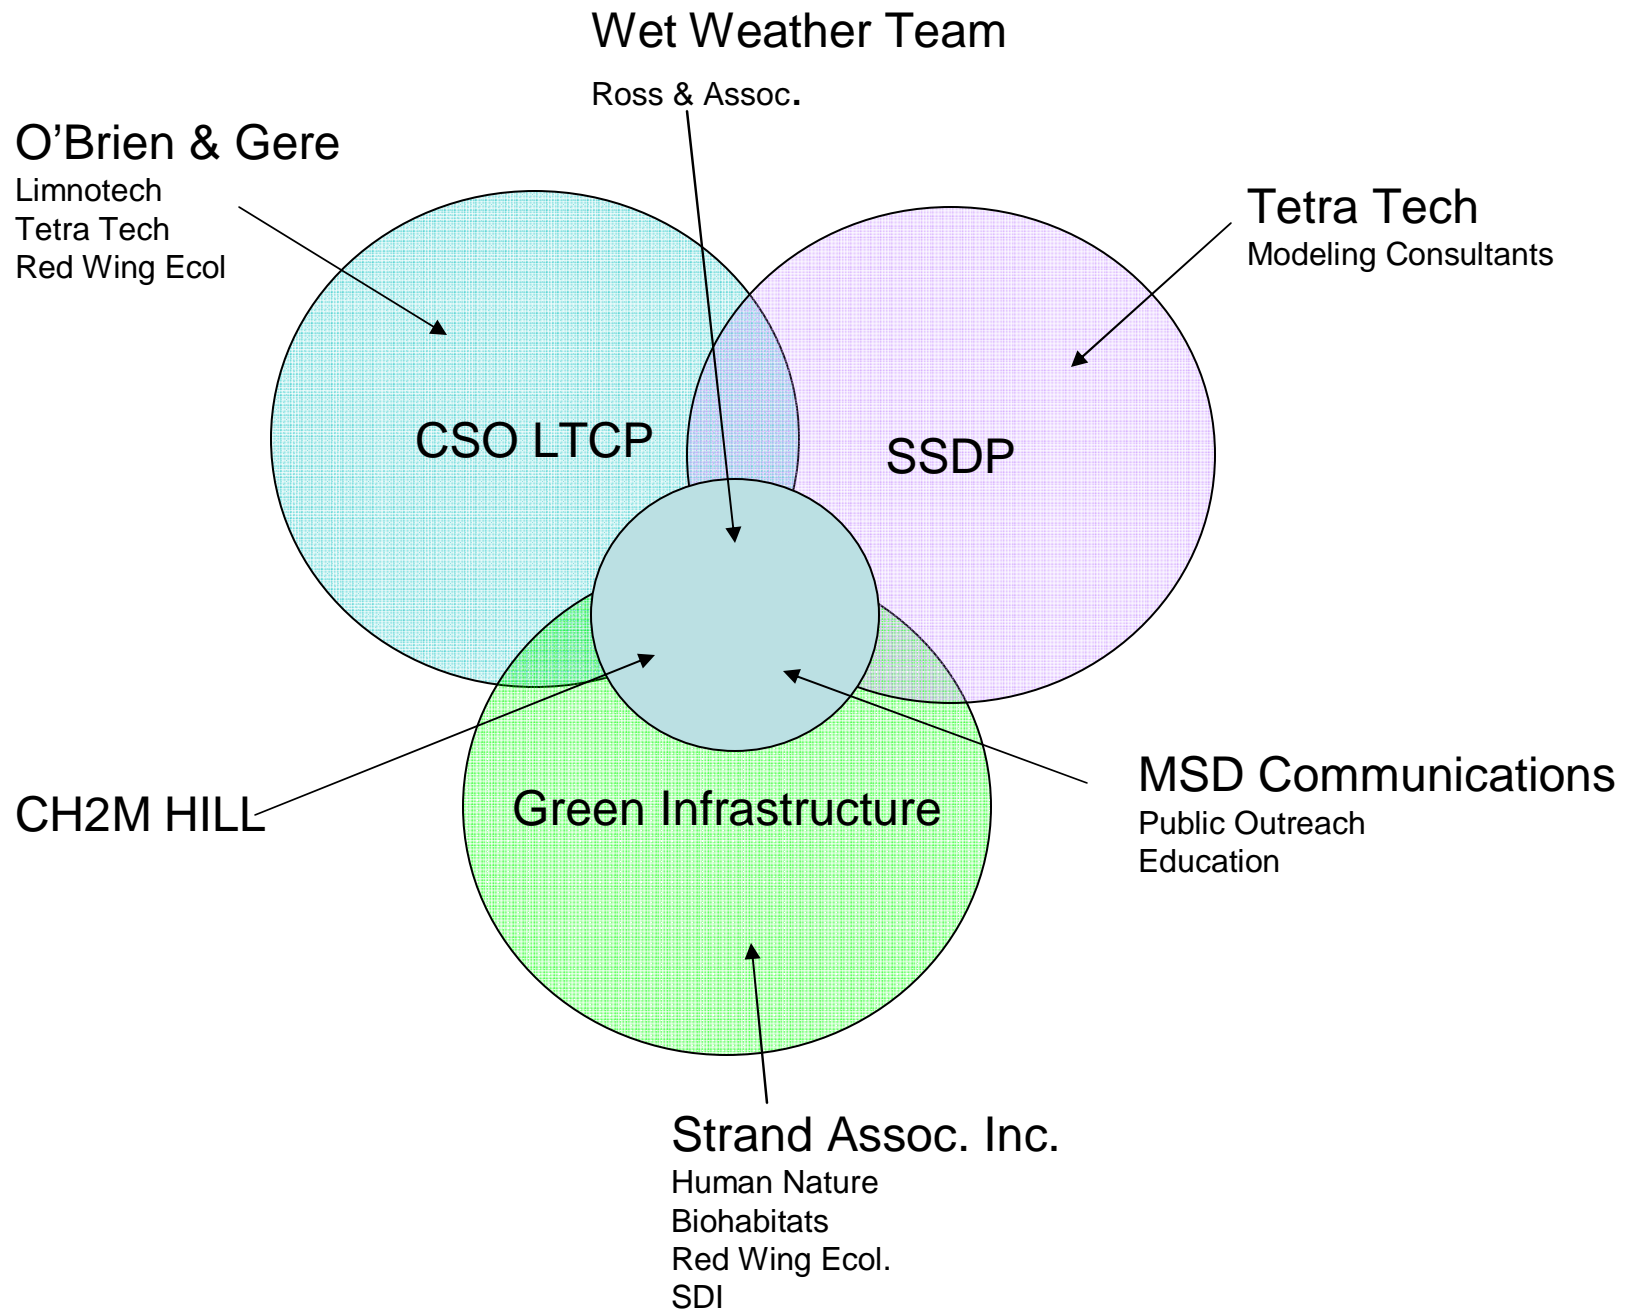 Wet Weather Team
Ross & Assoc.
O’Brien & Gere
Limnotech
Tetra Tech
Red Wing Ecol
Tetra Tech
Modeling Consultants
CSO LTCP
SSDP
CH2M HILL
Green Infrastructure
MSD Communications
Public Outreach
Education
Strand Assoc. Inc.
Human Nature
Biohabitats
Red Wing Ecol.
SDI